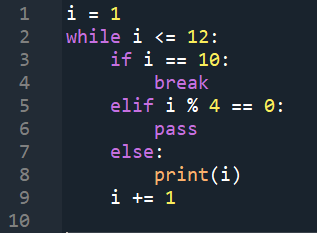 1 i = 1
2 while i <= 12:
3     if i == 10:
4         break
5     elif i % 4 == 0:
6         pass
7     else:
8         print(i)
9     i += 1
10